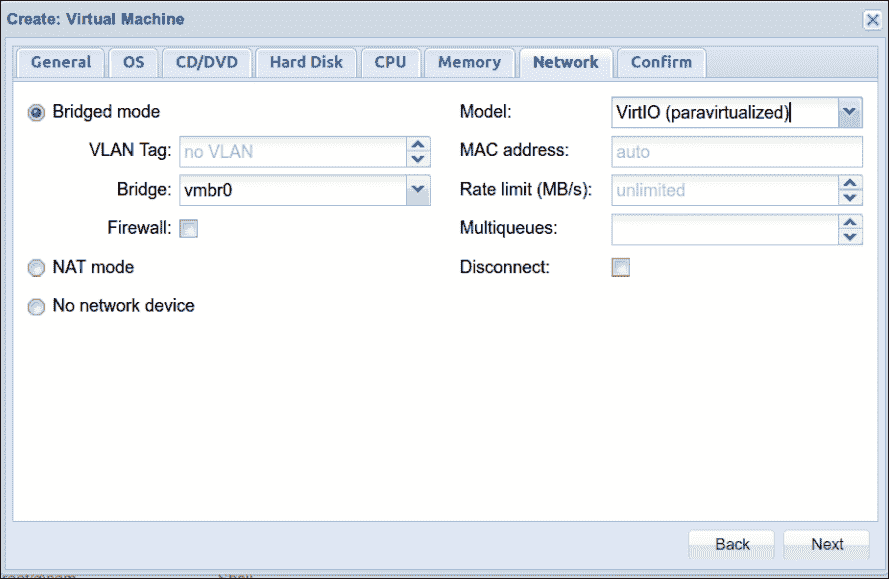 Create: Virtual Machine
General OS CD/DVD Hard Disk CPU Memory Network Confirm
Bridged mode Model: VirtIO (paravirtualized)
VLAN Tag: no VLAN MAC address: auto
Bridge: vmbr0 Rate limit (MB/s): unlimited
Firewall: Multiqueues:
NAT mode Disconnect:
No network device
Back Next